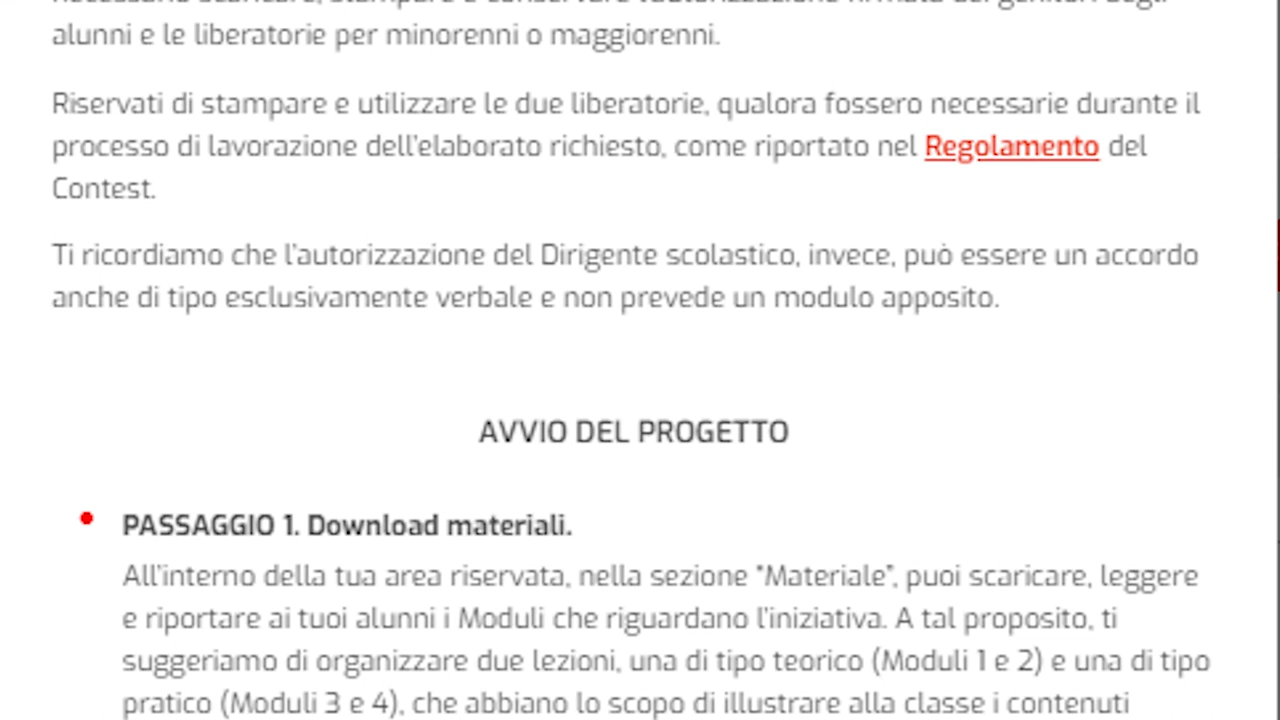 alunni e le liberatorie per minorenni o maggiorenni.
Riservati di stampare e utilizzare le due liberatorie, qualora fossero necessarie durante il
processo di lavorazione dell'elaborato richiesto, come riportato nel Regolamento del
Contest.
Ti ricordiamo che l'autorizzazione del Dirigente scolastico, invece, può essere un accordo
anche di tipo esclusivamente verbale e non prevede un modulo apposito.
AVVIO DEL PROGETTO
PASSAGGIO 1. Download materiali.
All'interno della tua area riservata, nella sezione "Materiale", puoi scaricare, leggere
e riportare ai tuoi alunni i Moduli che riguardano l'iniziativa. A tal proposito, ti
suggeriamo di organizzare due lezioni, una di tipo teorico (Moduli 1 e 2) e una di tipo
pratico (Moduli 3 e 4), che abbiano lo scopo di illustrare alla classe i contenuti